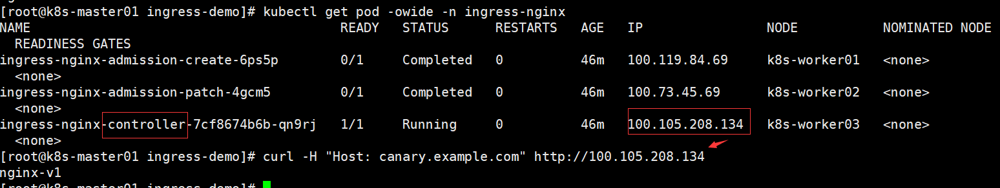 [root@k8s-master01 ingress-demo]# kubectl get pod -owide -n ingress-nginx
NAME READY STATUS RESTARTS AGE IP NODE NOMINATED NODE
READINESS GATES
ingress-nginx-admission-create-6ps5p 0/1 Completed 0 46m 100.119.84.69 k8s-worker01 <none>
<none>
ingress-nginx-admission-patch-4gcm5 0/1 Completed 0 46m 100.73.45.69 k8s-worker02 <none>
<none>
ingress-nginx-controller-7cf8674b6b-qn9rj 1/1 Running 0 46m 100.105.208.134 k8s-worker03 <none>
<none>
[root@k8s-master01 ingress-demo]# curl -H "Host: canary.example.com" http://100.105.208.134
nginx-v1
[root@k8s-master01 ingress-demo]#